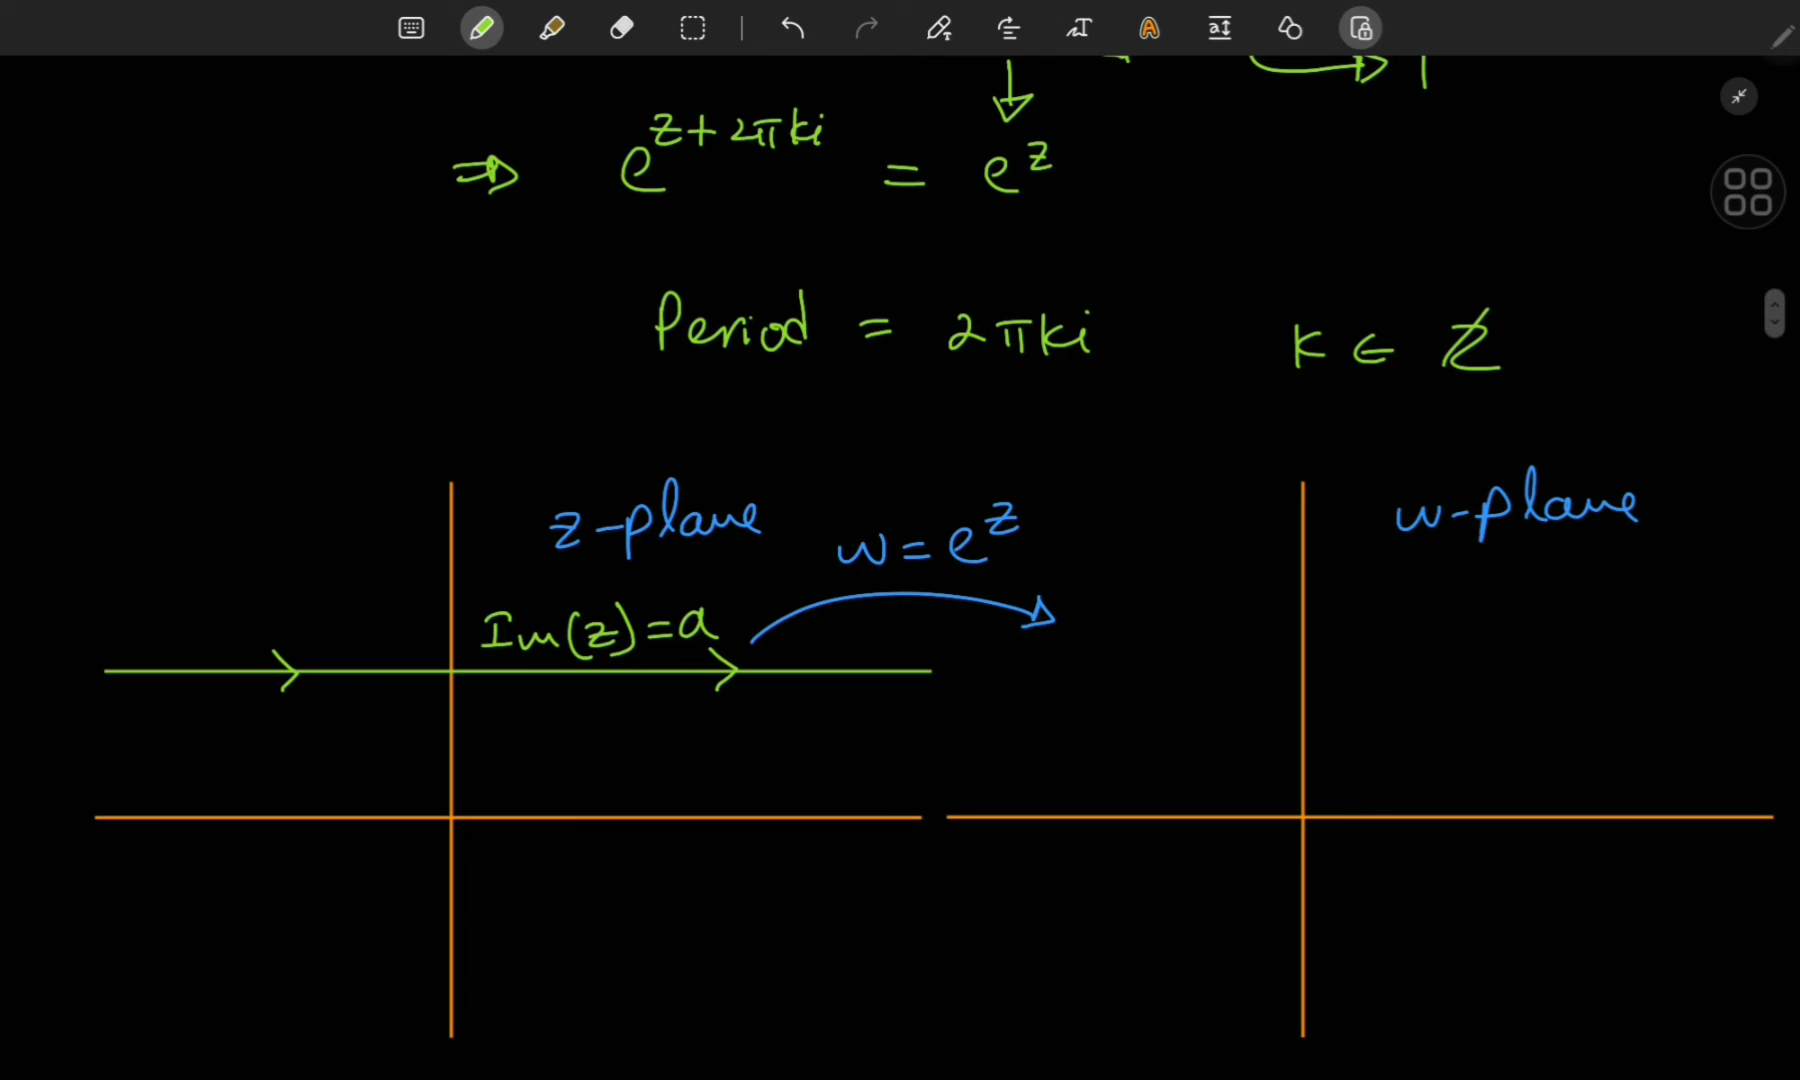 ⇒ e^{z+2πki} = e^z
Period = 2πki    K ∈ ℤ
z-plane    w = e^z    w-plane
Im(z) = a